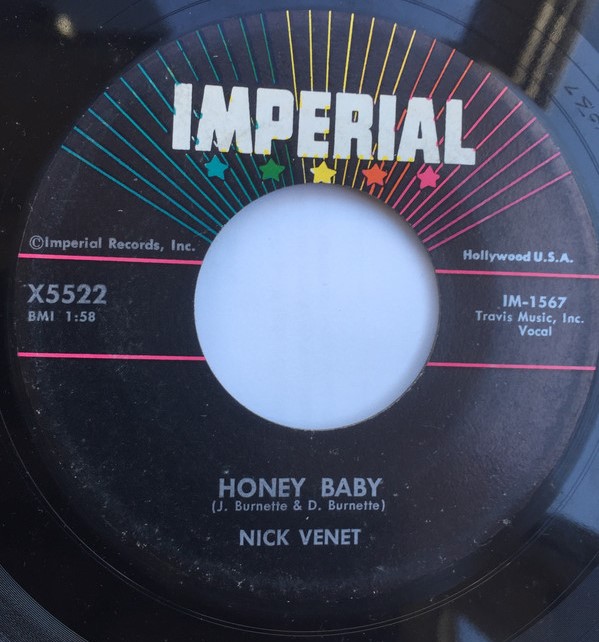 IMPERIAL
©Imperial Records, Inc.
Hollywood U.S.A.
X5522
BMI 1:58
IM-1567
Travis Music, Inc.
Vocal
HONEY BABY
(J. Burnette & D. Burnette)
NICK VENET